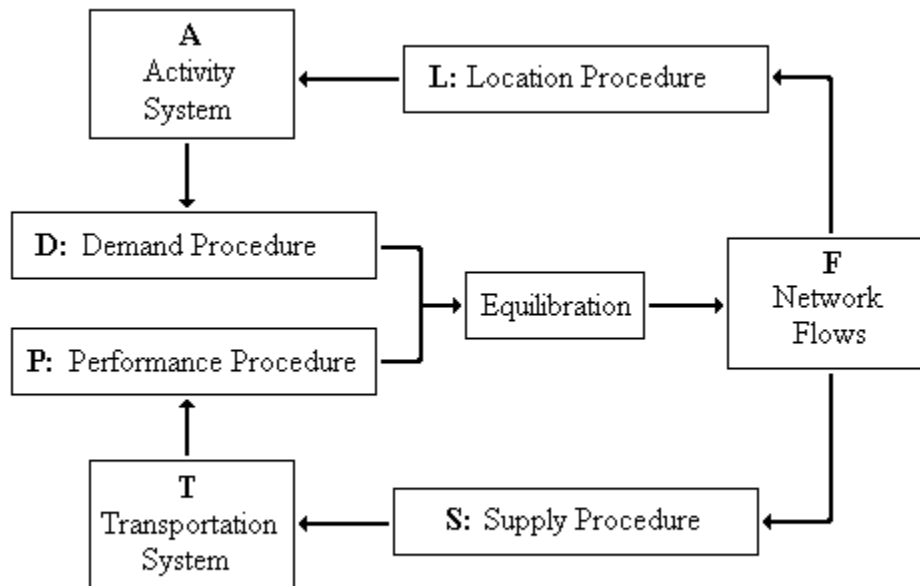 A
Activity
System
L: Location Procedure
D: Demand Procedure
F
Network
Flows
Equilibration
P: Performance Procedure
T
Transportation
System
S: Supply Procedure